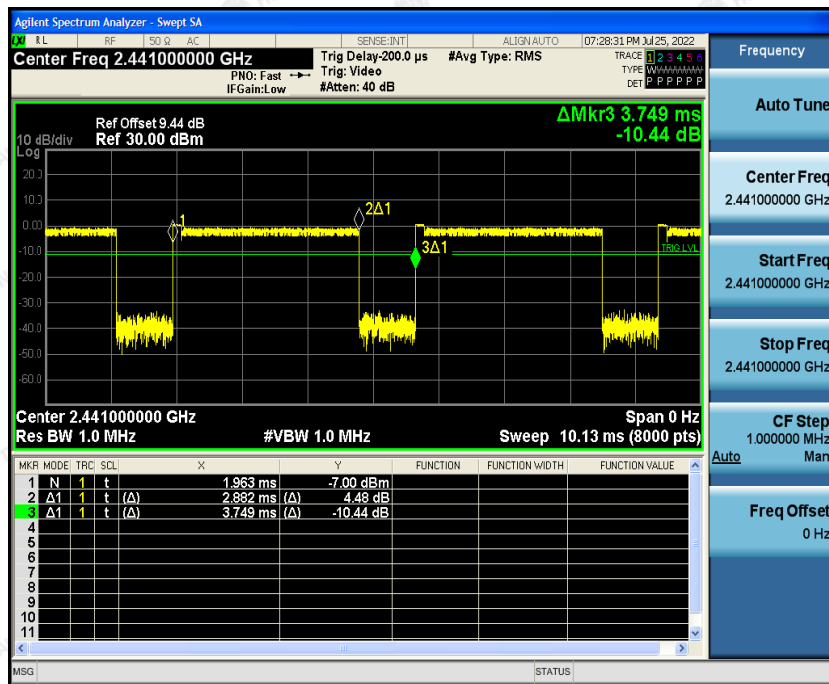 Agilent Spectrum Analyzer - Swept SA
LXI RL RF 50 Ω AC SENSE:INT ALIGN AUTO 07:28:31 PM Jul 25, 2022
Center Freq 2.441000000 GHz
PNO: Fast
IFGain:Low
Trig Delay-200.0 µs
Trig: Video
#Atten: 40 dB
#Avg Type: RMS
TRACE 1 2 3 4 5 6
TYPE WWWWWW
DET P P P P P P
Ref Offset 9.44 dB
10 dB/div Ref 30.00 dBm
Log
ΔMkr3 3.749 ms
-10.44 dB
20.0
10.0
0.00
-10.0
-20.0
-30.0
-40.0
-50.0
-60.0
1
2Δ1
3Δ1
TRIG LVL
Center 2.441000000 GHz Span 0 Hz
Res BW 1.0 MHz #VBW 1.0 MHz Sweep 10.13 ms (8000 pts)
MKR MODE TRC SCL X Y FUNCTION FUNCTION WIDTH FUNCTION VALUE
1 N 1 t 1.963 ms -7.00 dBm
2 Δ1 1 t (Δ) 2.882 ms (Δ) 4.48 dB
3 Δ1 1 t (Δ) 3.749 ms (Δ) -10.44 dB
4
5
6
7
8
9
10
11
MSG STATUS
Frequency
Auto Tune
Center Freq
2.441000000 GHz
Start Freq
2.441000000 GHz
Stop Freq
2.441000000 GHz
CF Step
1.000000 MHz
Auto Man
Freq Offset
0 Hz